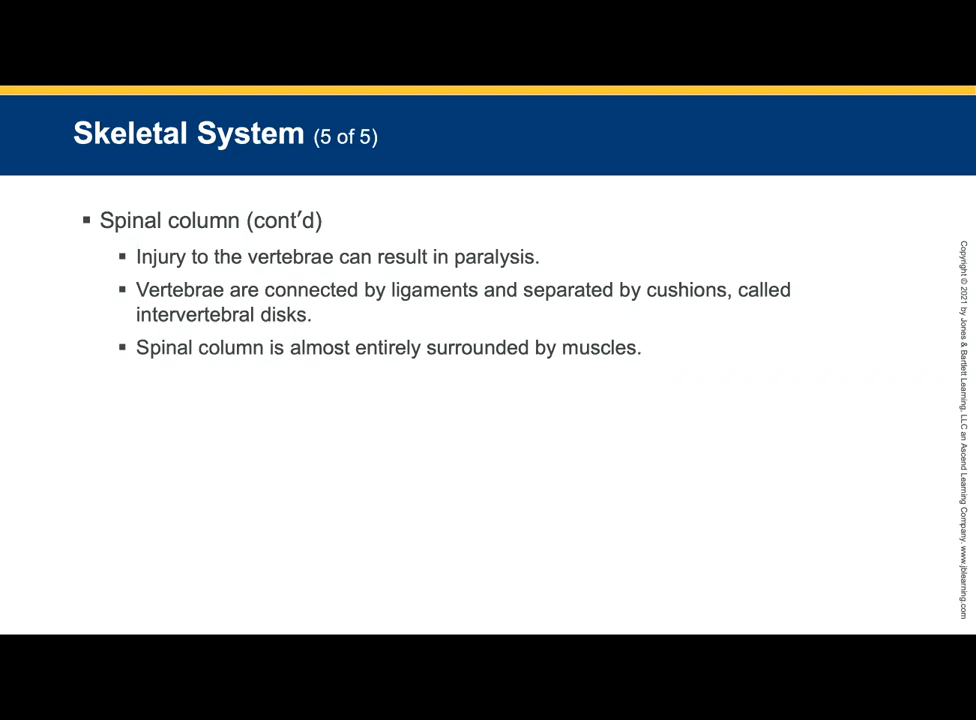 Skeletal System (5 of 5)
▪ Spinal column (cont′d)
▪ Injury to the vertebrae can result in paralysis.
▪ Vertebrae are connected by ligaments and separated by cushions, called
intervertebral disks.
▪ Spinal column is almost entirely surrounded by muscles.
Copyright © 2021 by Jones & Bartlett Learning, LLC an Ascend Learning Company. www.jblearning.com